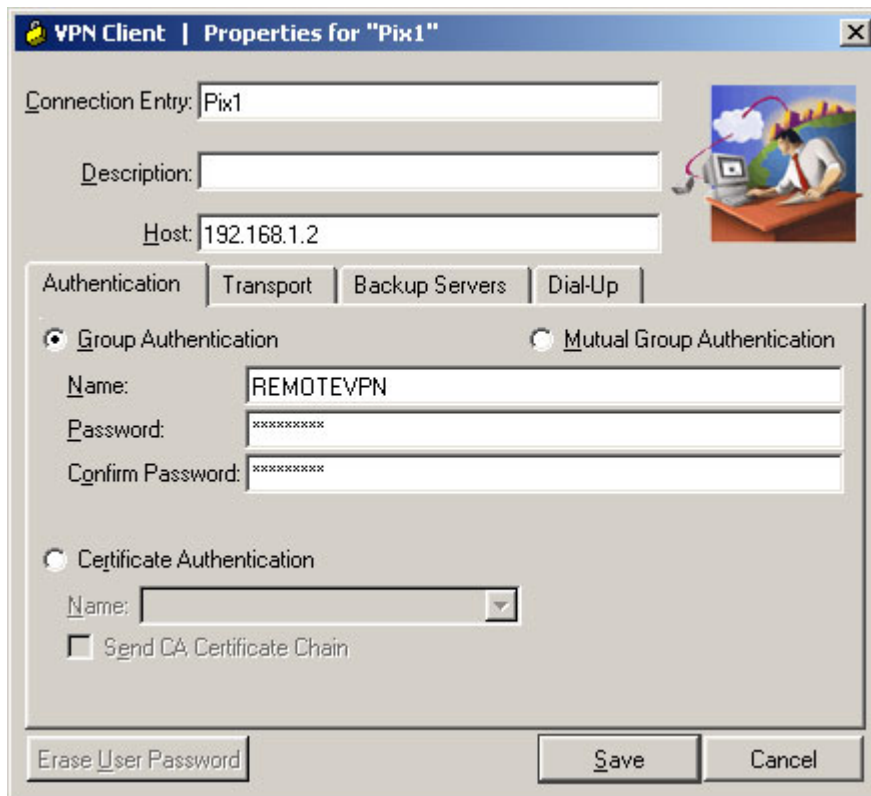 VPN Client | Properties for "Pix1"
Connection Entry: Pix1
Description:
Host: 192.168.1.2
Authentication Transport Backup Servers Dial-Up
Group Authentication Mutual Group Authentication
Name: REMOTEVPN
Password: *********
Confirm Password: *********
Certificate Authentication
Name:
Send CA Certificate Chain
Erase User Password Save Cancel